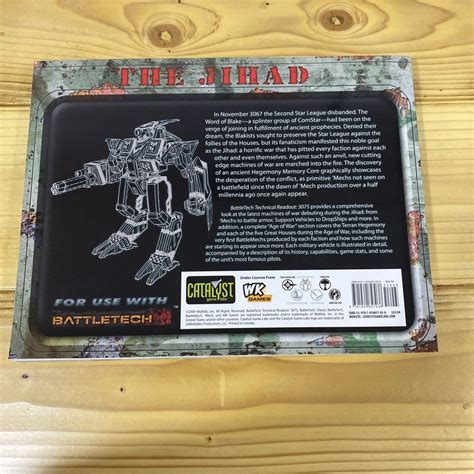 THE JIHAD
In November 3067 the Second Star League disbanded. The
Word of Blake—a splinter group of ComStar—had been on the
verge of joining in fulfillment of ancient prophecies. Denied their
dream, the Blakists sought to preserve the Star League against the
follies of the Houses, but its fanaticism manifested this noble goal
as the Jihad: a horrific war that has pitted every faction against each
other and even themselves. Against such an anvil, new cutting
edge machines of war are marched into the fire. The discovery of
an ancient Hegemony Memory Core graphically showcases
the desperation of the conflict, as primitive 'Mechs not seen on
a battlefield since the dawn of 'Mech production over a half
millennia ago once again appear.
BattleTech Technical Readout: 3075 provides a comprehensive
look at the latest machines of war debuting during the Jihad: from
'Mechs to battle armor, Support Vehicles to DropShips and more. In
addition, a complete "Age of War" section covers the Terran Hegemony
and each of the five Great Houses during the Age of War, including the
very first BattleMechs produced by each faction and how such machines
are starting to appear once more. Each military vehicle is illustrated in detail,
accompanied by a description of its history, capabilities, game stats, and some
of the unit's most famous pilots.
FOR USE WITH
BATTLETECH
CATALYST
game labs
Under License From
WK
GAMES